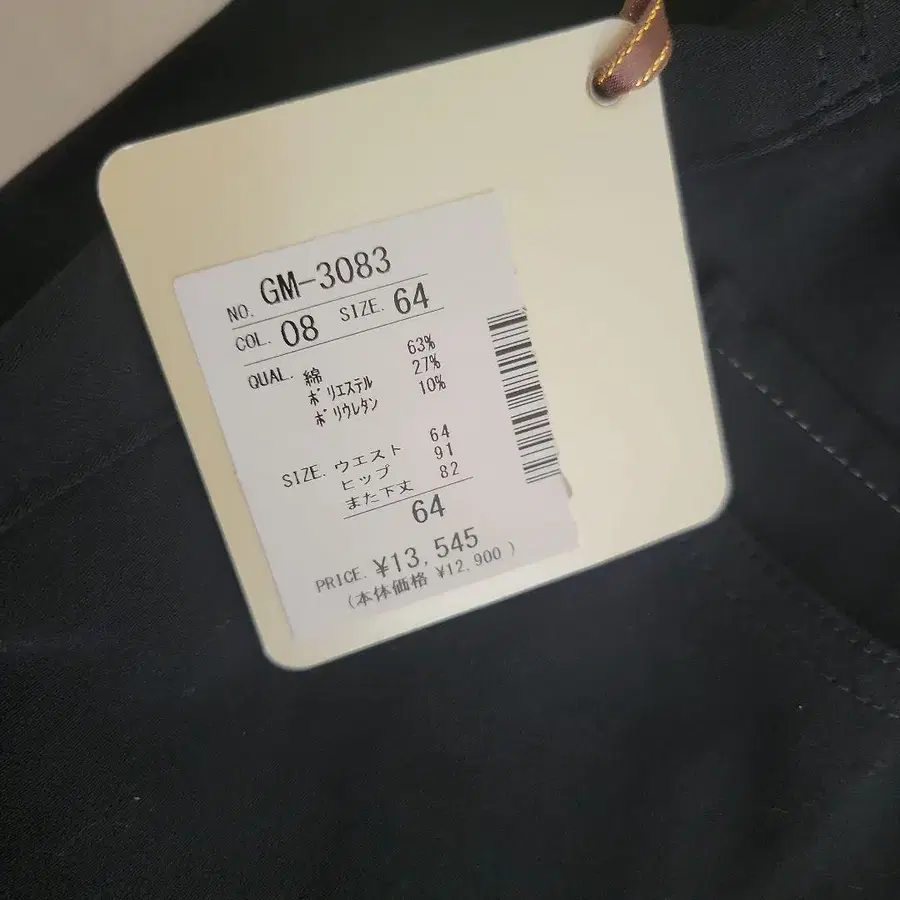 NO. GM-3083
COL. 08 SIZE. 64
QUAL. 綿 63%
ポリエステル 27%
ポリウレタン 10%
SIZE. ウエスト 64
ヒップ 91
また下丈 82
64
PRICE. ¥13,545
(本体価格 ¥12,900 )